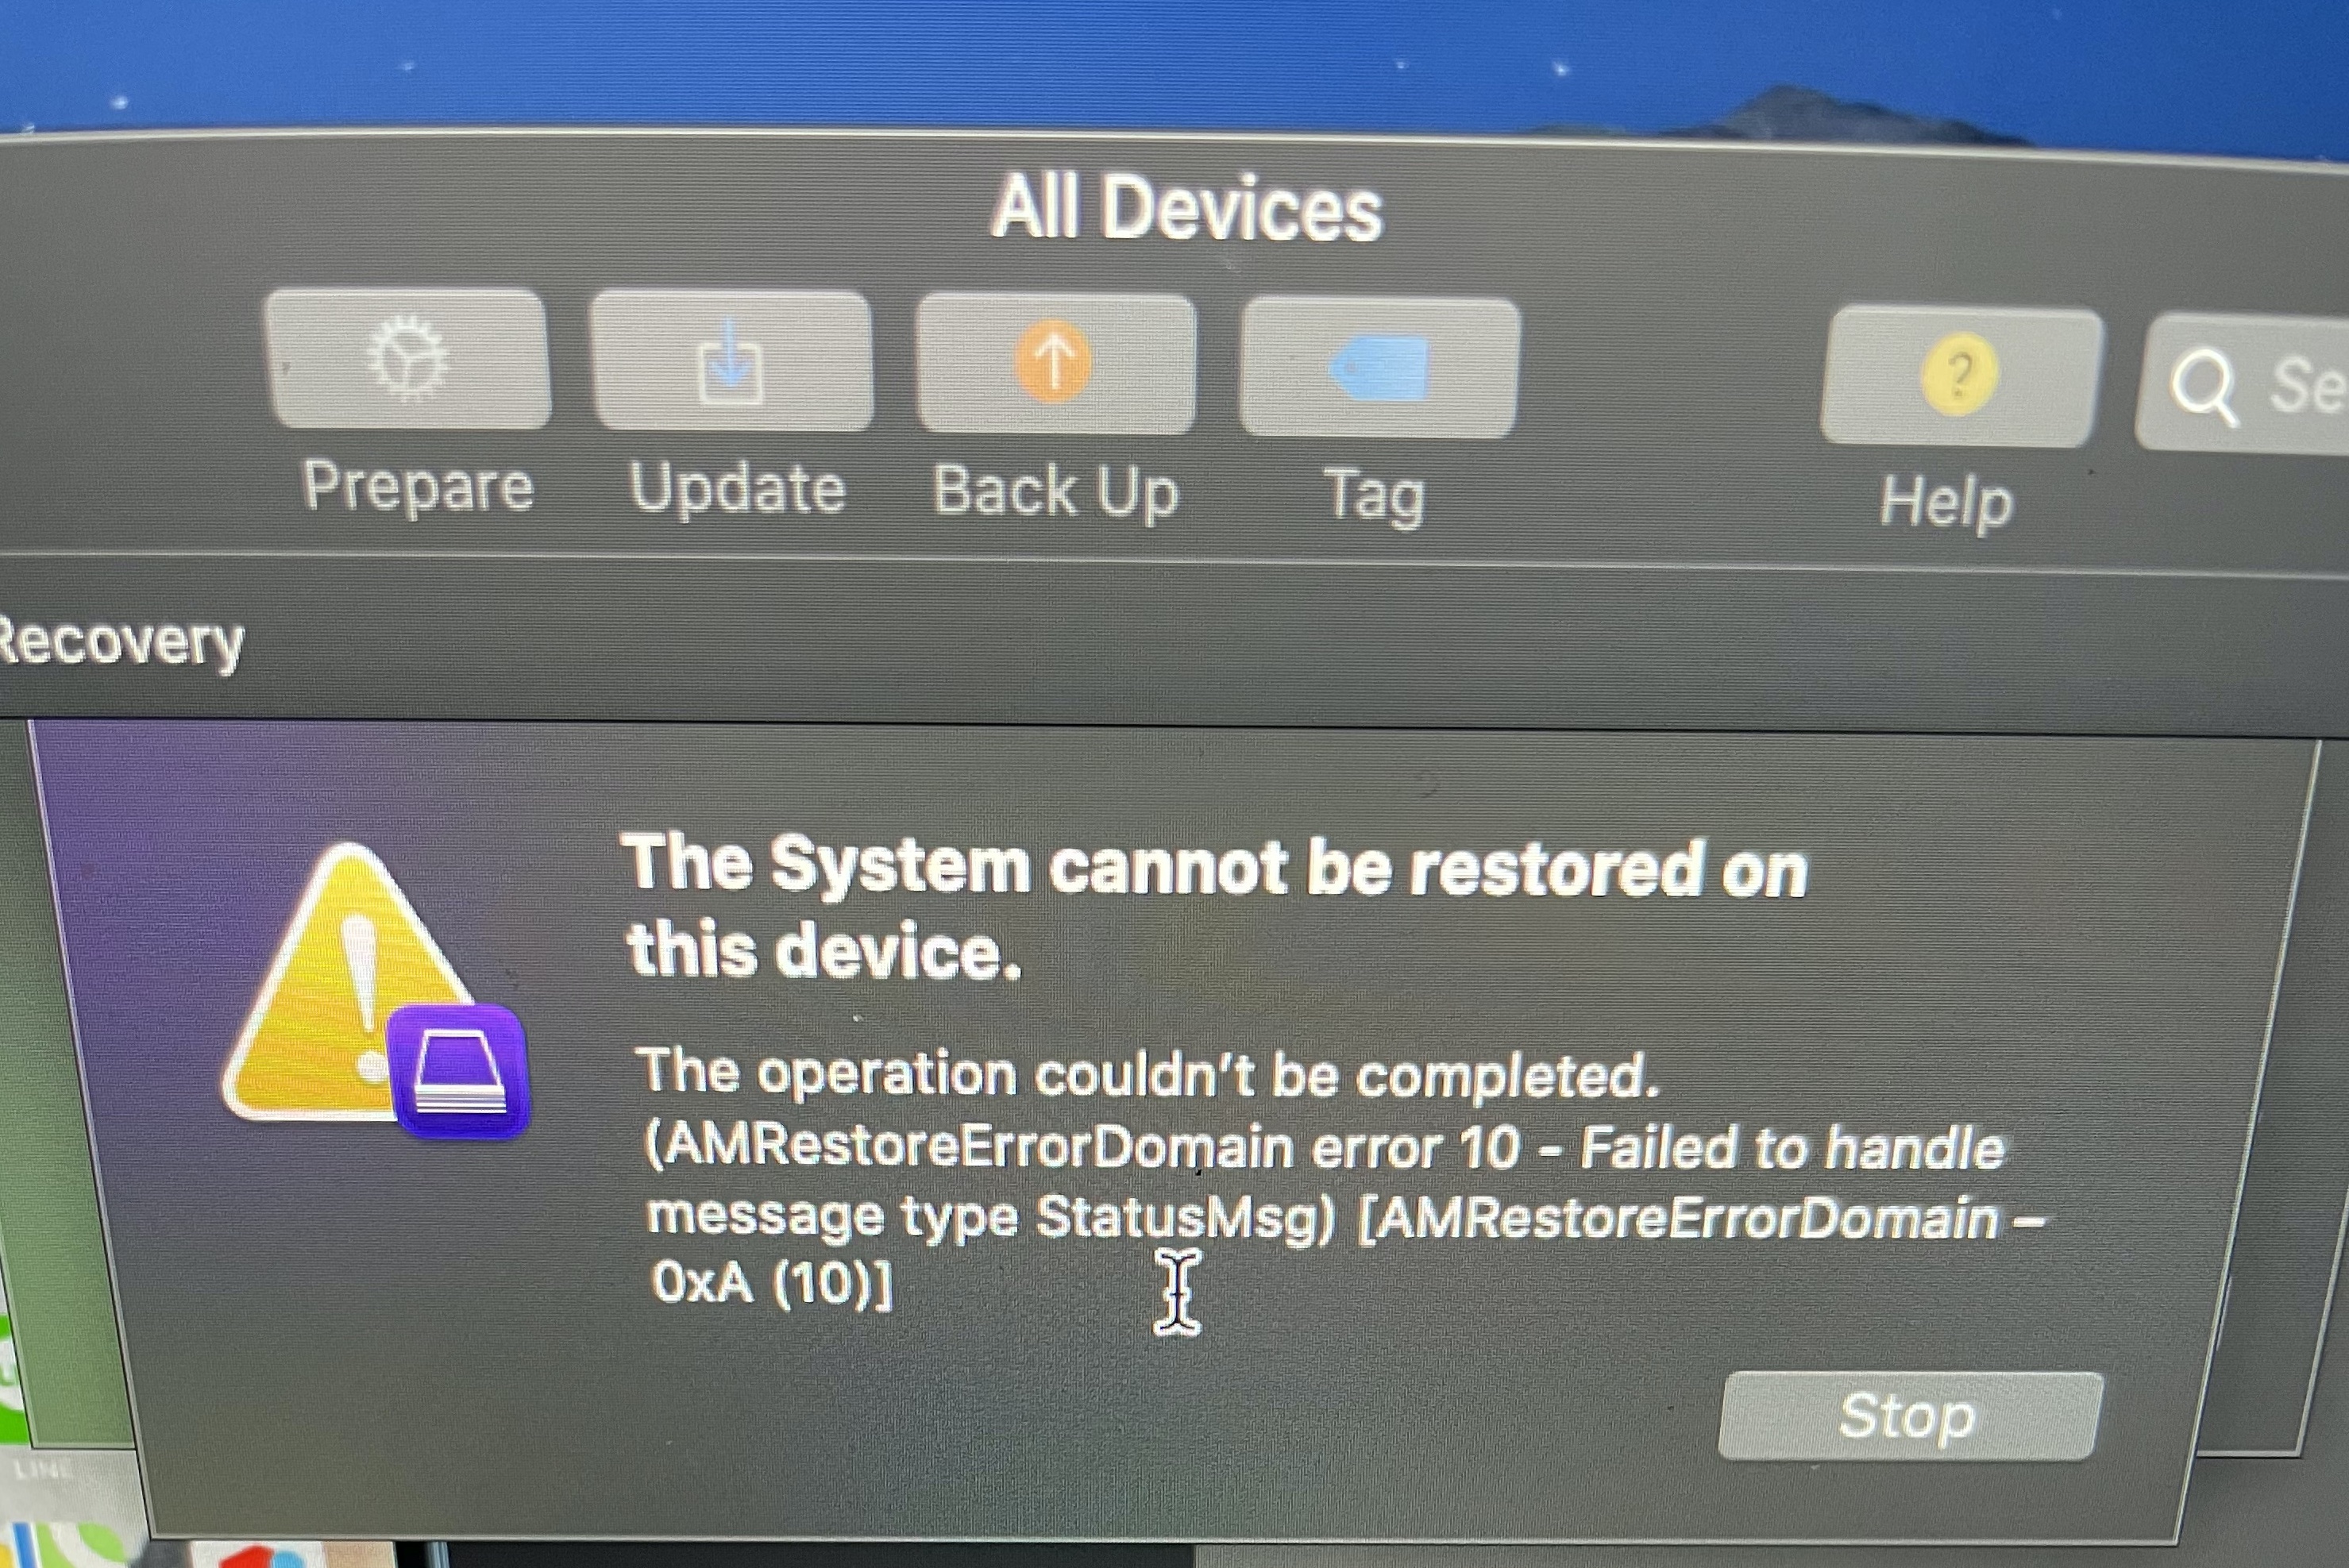 All Devices
Prepare
Update
Back Up
Tag
Help
Recovery
The System cannot be restored on
this device.
The operation couldn’t be completed.
(AMRestoreErrorDomain error 10 - Failed to handle
message type StatusMsg) [AMRestoreErrorDomain –
0xA (10)]
Stop
LINE